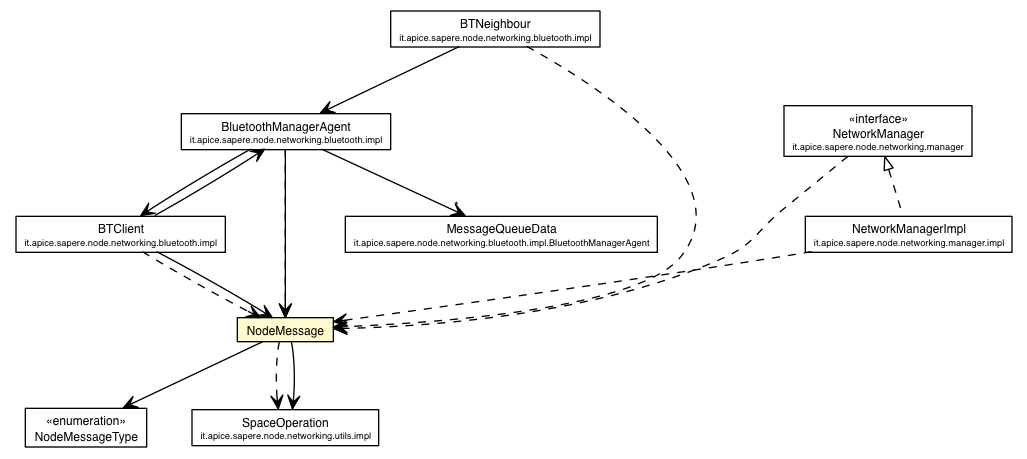 BTNeighbour
it.apice.sapere.node.networking.bluetooth.impl
BluetoothManagerAgent
it.apice.sapere.node.networking.bluetooth.impl
«interface»
NetworkManager
it.apice.sapere.node.networking.manager
BTClient
it.apice.sapere.node.networking.bluetooth.impl
*
MessageQueueData
it.apice.sapere.node.networking.bluetooth.impl.BluetoothManagerAgent
NetworkManagerImpl
it.apice.sapere.node.networking.manager.impl
NodeMessage
«enumeration»
NodeMessageType
SpaceOperation
it.apice.sapere.node.networking.utils.impl